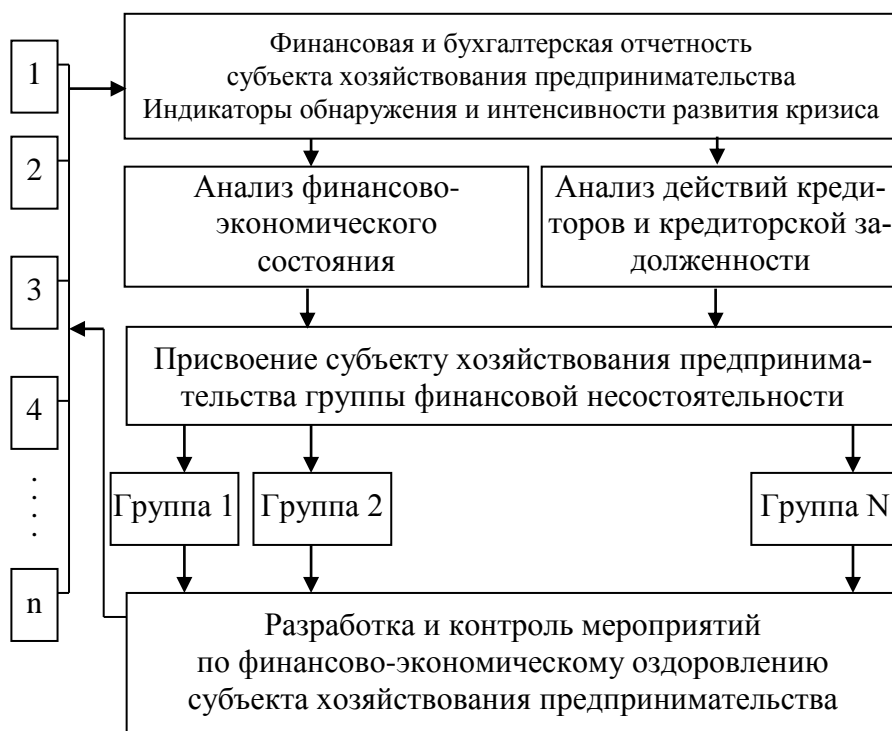 1
2
3
4
. . . .
n
Финансовая и бухгалтерская отчетность
субъекта хозяйствования предпринимательства
Индикаторы обнаружения и интенсивности развития кризиса
Анализ финансово-
экономического
состояния
Анализ действий креди-
торов и кредиторской за-
долженности
Присвоение субъекту хозяйствования предпринима-
тельства группы финансовой несостоятельности
Группа 1
Группа 2
Группа N
Разработка и контроль мероприятий
по финансово-экономическому оздоровлению
субъекта хозяйствования предпринимательства